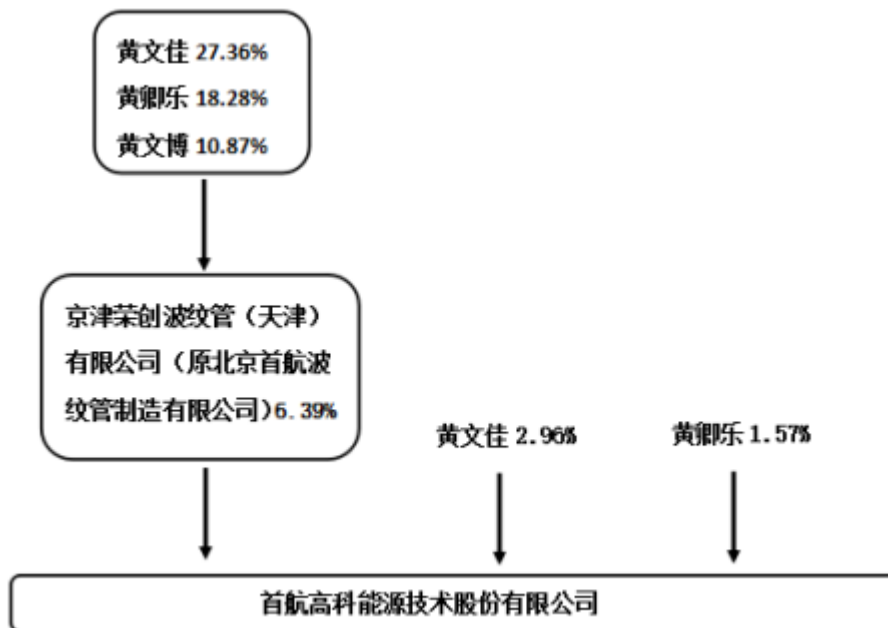 黄文佳 27.36%
黄卿乐 18.28%
黄文博 10.87%
京津荣创波纹管（天津）
有限公司（原北京首航波
纹管制造有限公司）6.39%
黄文佳 2.96%
黄卿乐 1.57%
首航高科能源技术股份有限公司